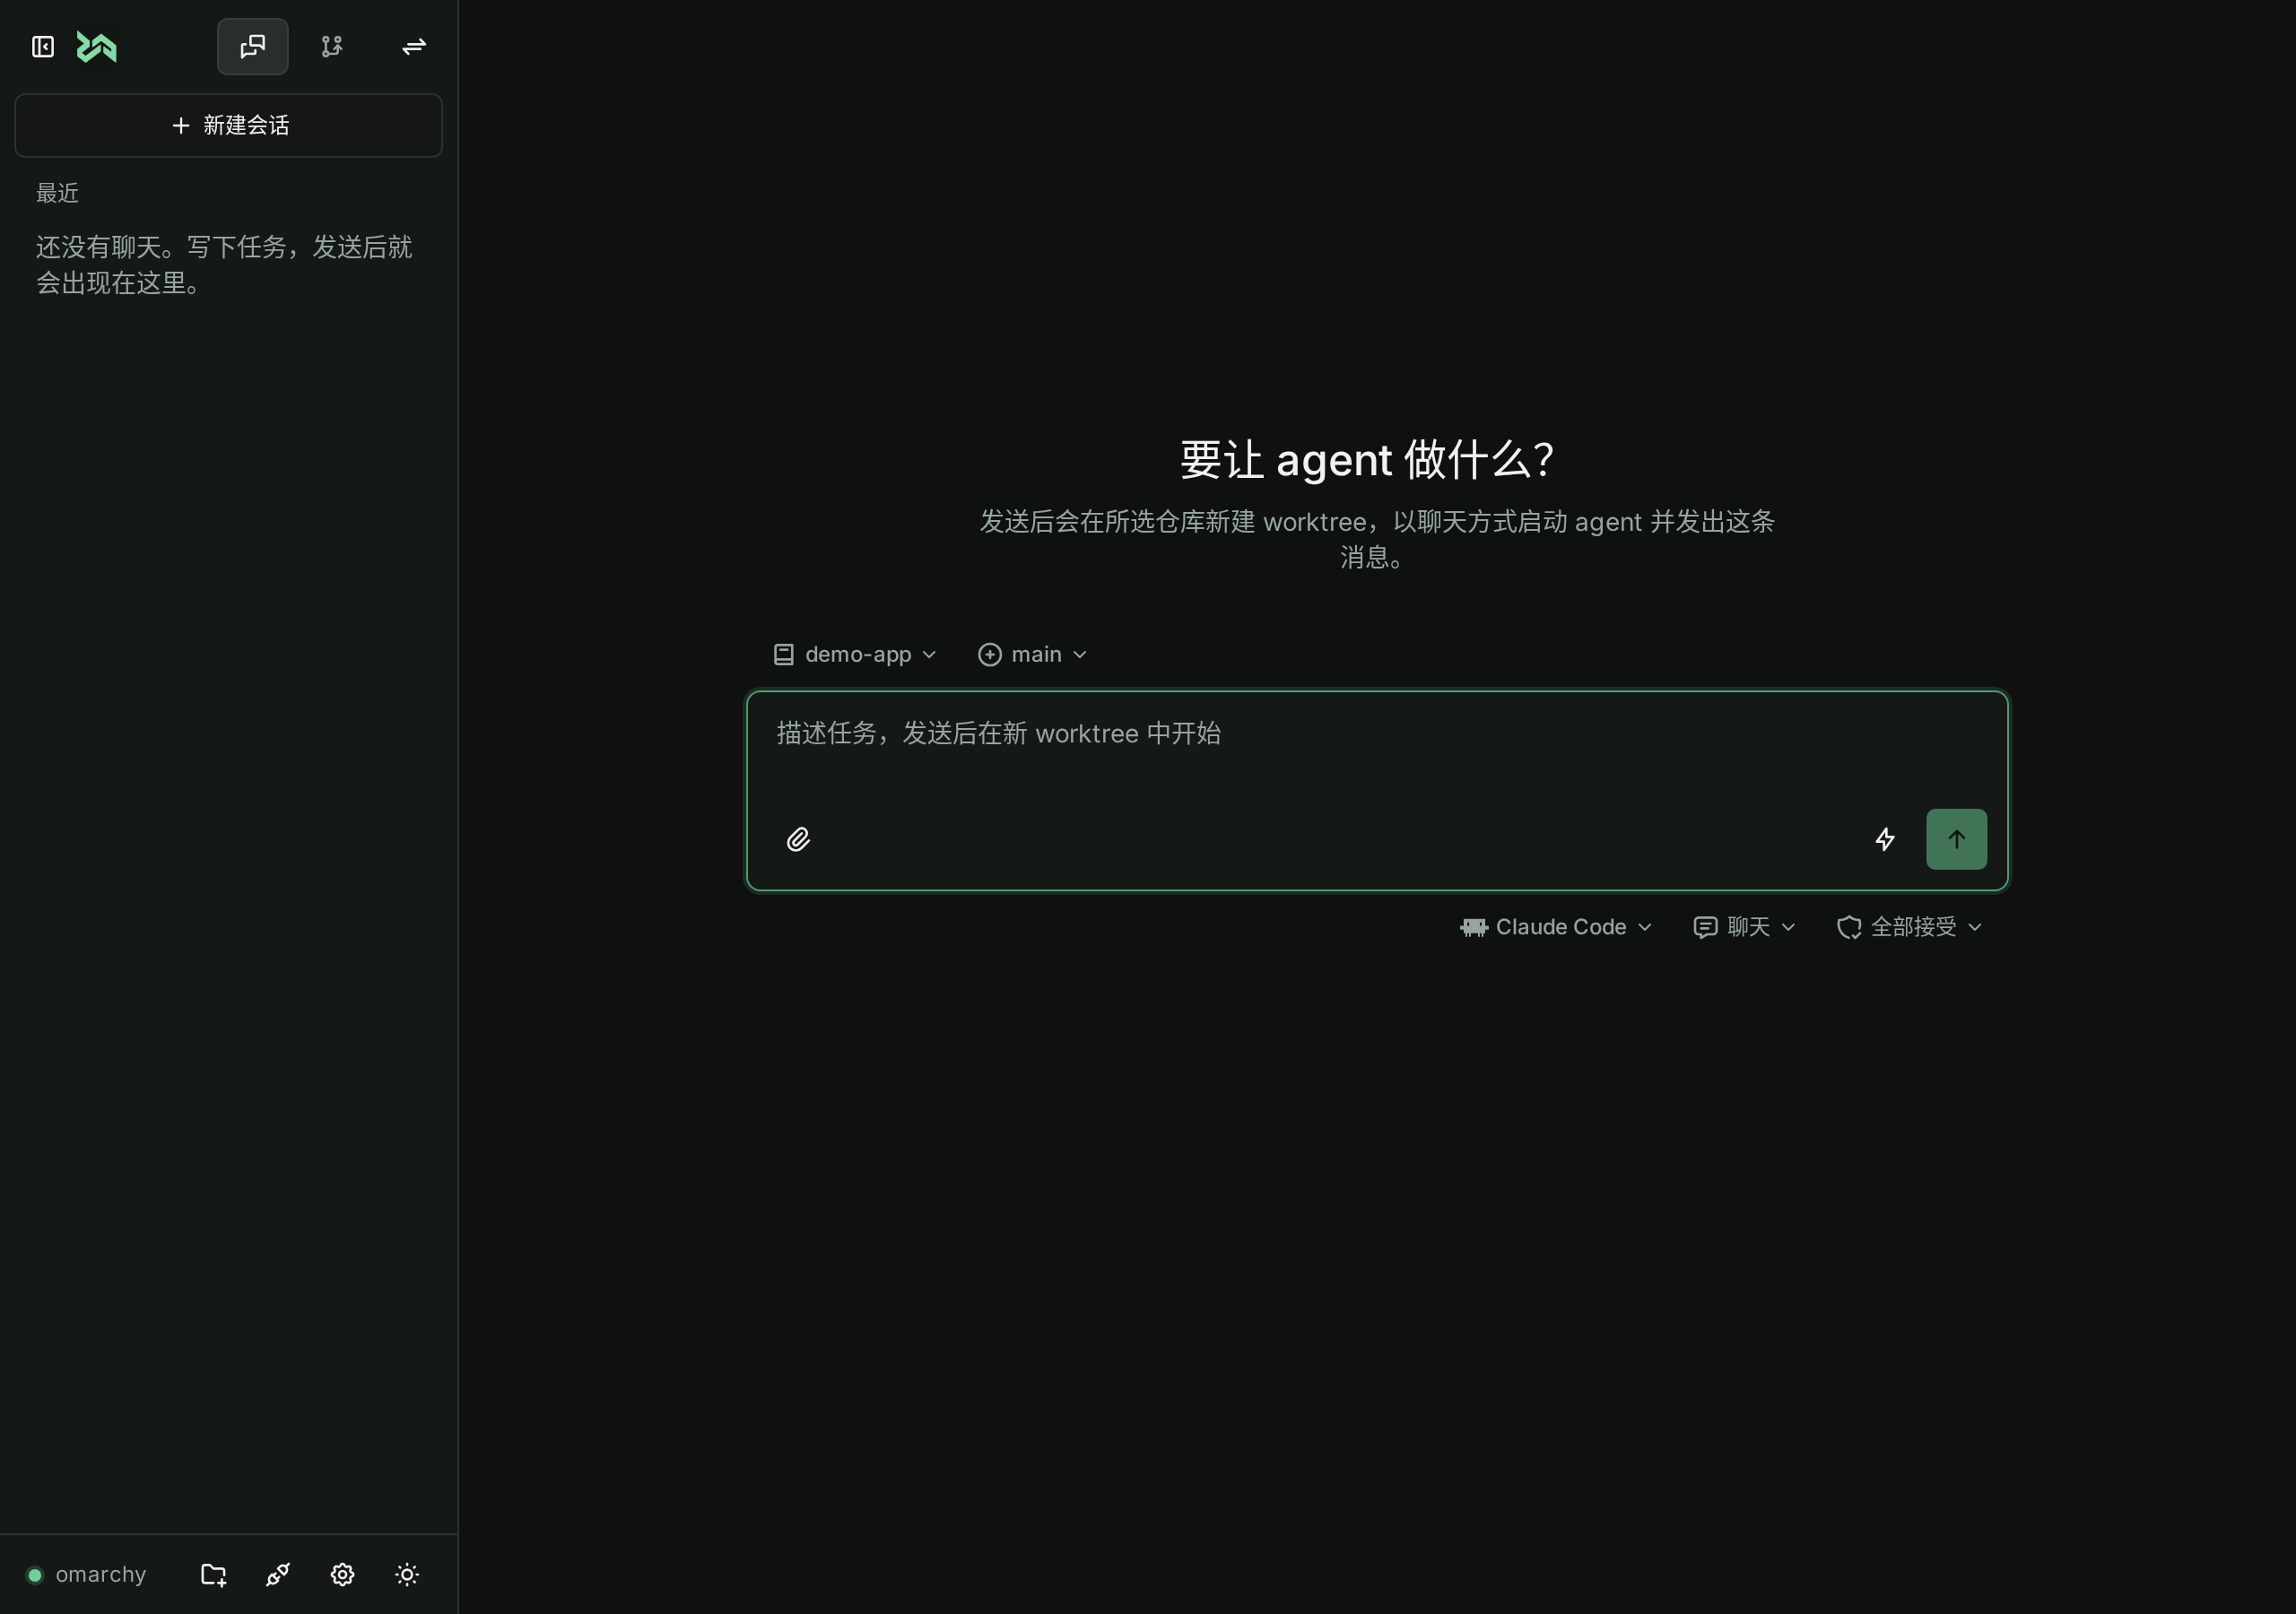 新建会话
最近
还没有聊天。写下任务，发送后就
会出现在这里。
要让 agent 做什么？
发送后会在所选仓库新建 worktree，以聊天方式启动 agent 并发出这条
消息。
demo-app
main
描述任务，发送后在新 worktree 中开始
Claude Code
聊天
全部接受
omarchy